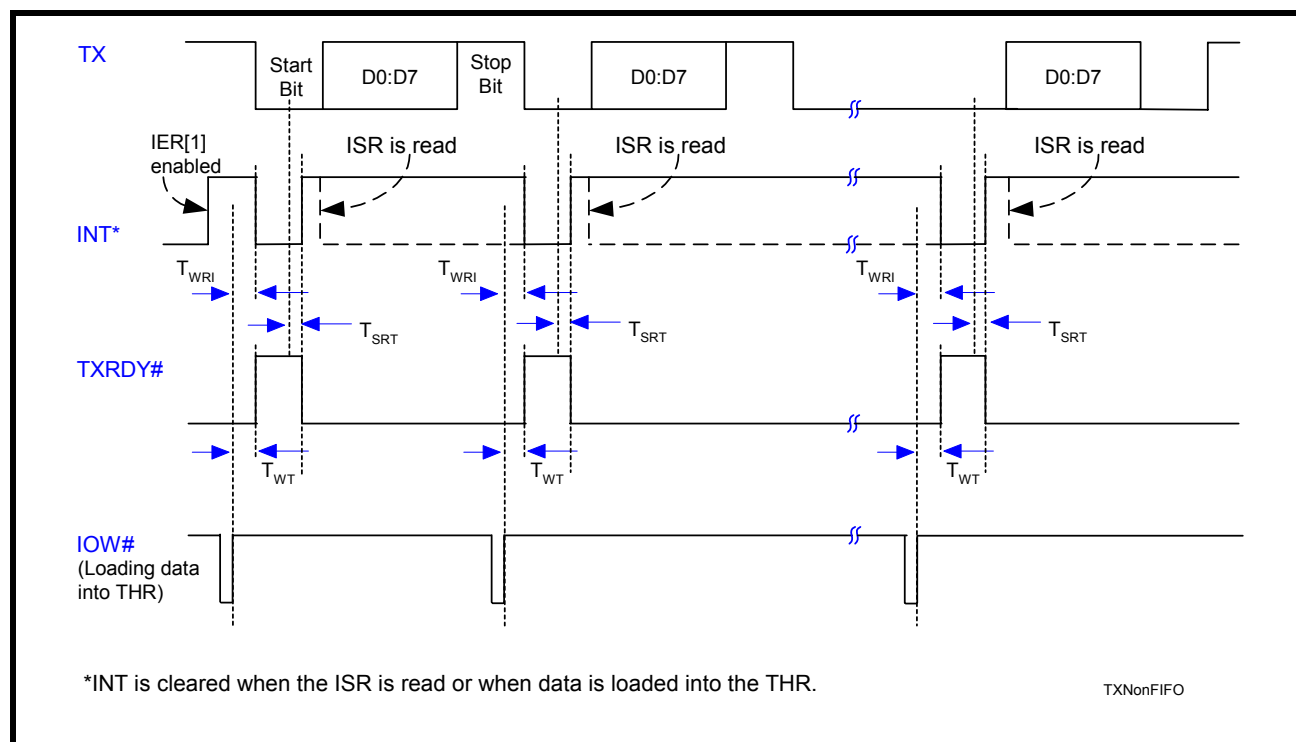 TX
Start
Bit
D0:D7
Stop
Bit
D0:D7
D0:D7
IER[1]
enabled
ISR is read
ISR is read
ISR is read
INT*
TWRI
TWRI
TWRI
TSRT
TSRT
TSRT
TXRDY#
TWT
TWT
TWT
IOW#
(Loading data
into THR)
*INT is cleared when the ISR is read or when data is loaded into the THR.
TXNonFIFO